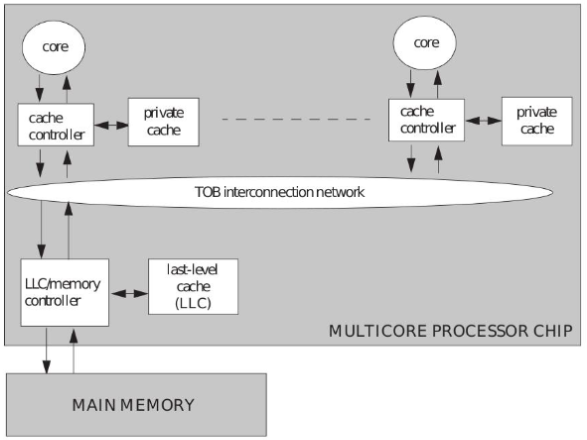 core
core
cache
controller
private
cache
cache
controller
private
cache
TOB interconnection network
LLC/memory
controller
last-level
cache
(LLC)
MULTICORE PROCESSOR CHIP
MAIN MEMORY